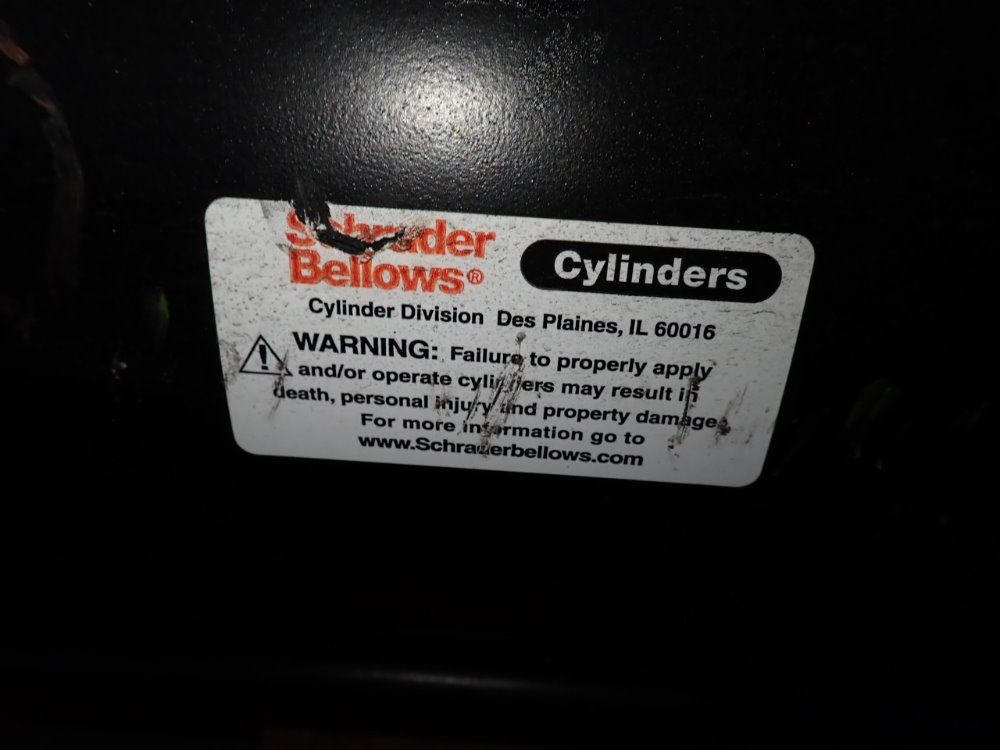 Schrader
Bellows®
Cylinders
Cylinder Division Des Plaines, IL 60016
WARNING: Failure to properly apply
and/or operate cylinders may result in
death, personal injury and property damage.
For more information go to
www.Schraderbellows.com